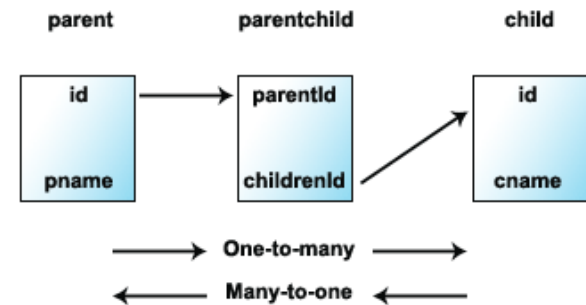 parent parentchild child
id parentId id
pname childrenId cname
One-to-many
Many-to-one